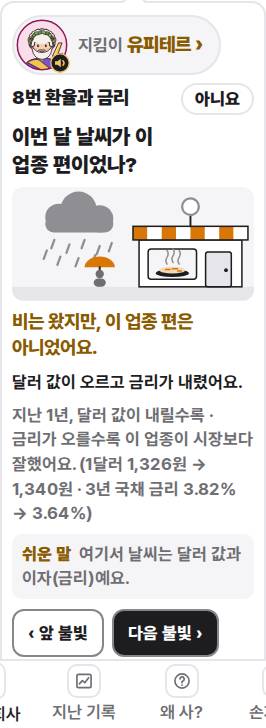 지킴이 유피테르 ›
8번 환율과 금리
아니요
이번 달 날씨가 이
업종 편이었나?
비는 왔지만, 이 업종 편은
아니었어요.
달러 값이 오르고 금리가 내렸어요.
지난 1년, 달러 값이 내릴수록 ·
금리가 오를수록 이 업종이 시장보다
잘했어요. (1달러 1,326원 →
1,340원 · 3년 국채 금리 3.82%
→ 3.64%)
쉬운 말 여기서 날씨는 달러 값과
이자(금리)예요.
‹ 앞 불빛
다음 불빛 ›
지난 기록
왜 사?